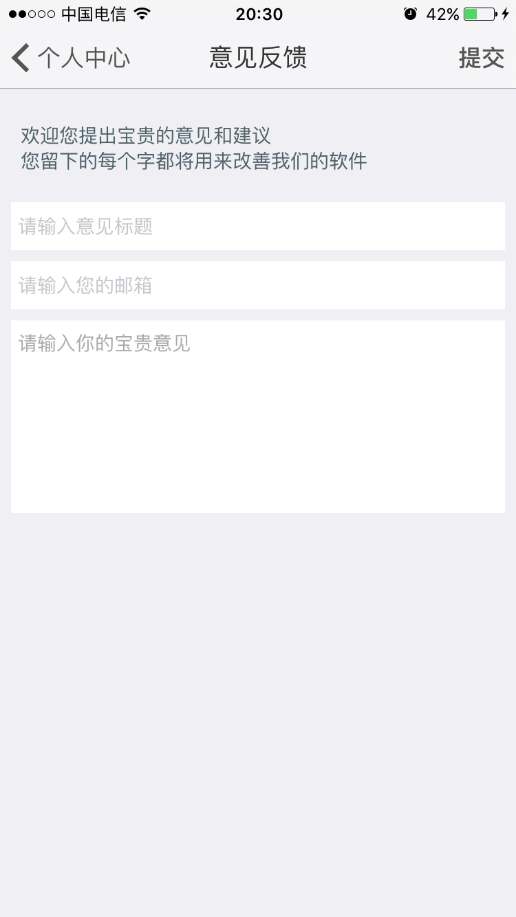 中国电信 20:30 42%
个人中心 意见反馈 提交
欢迎您提出宝贵的意见和建议
您留下的每个字都将用来改善我们的软件
请输入意见标题
请输入您的邮箱
请输入你的宝贵意见